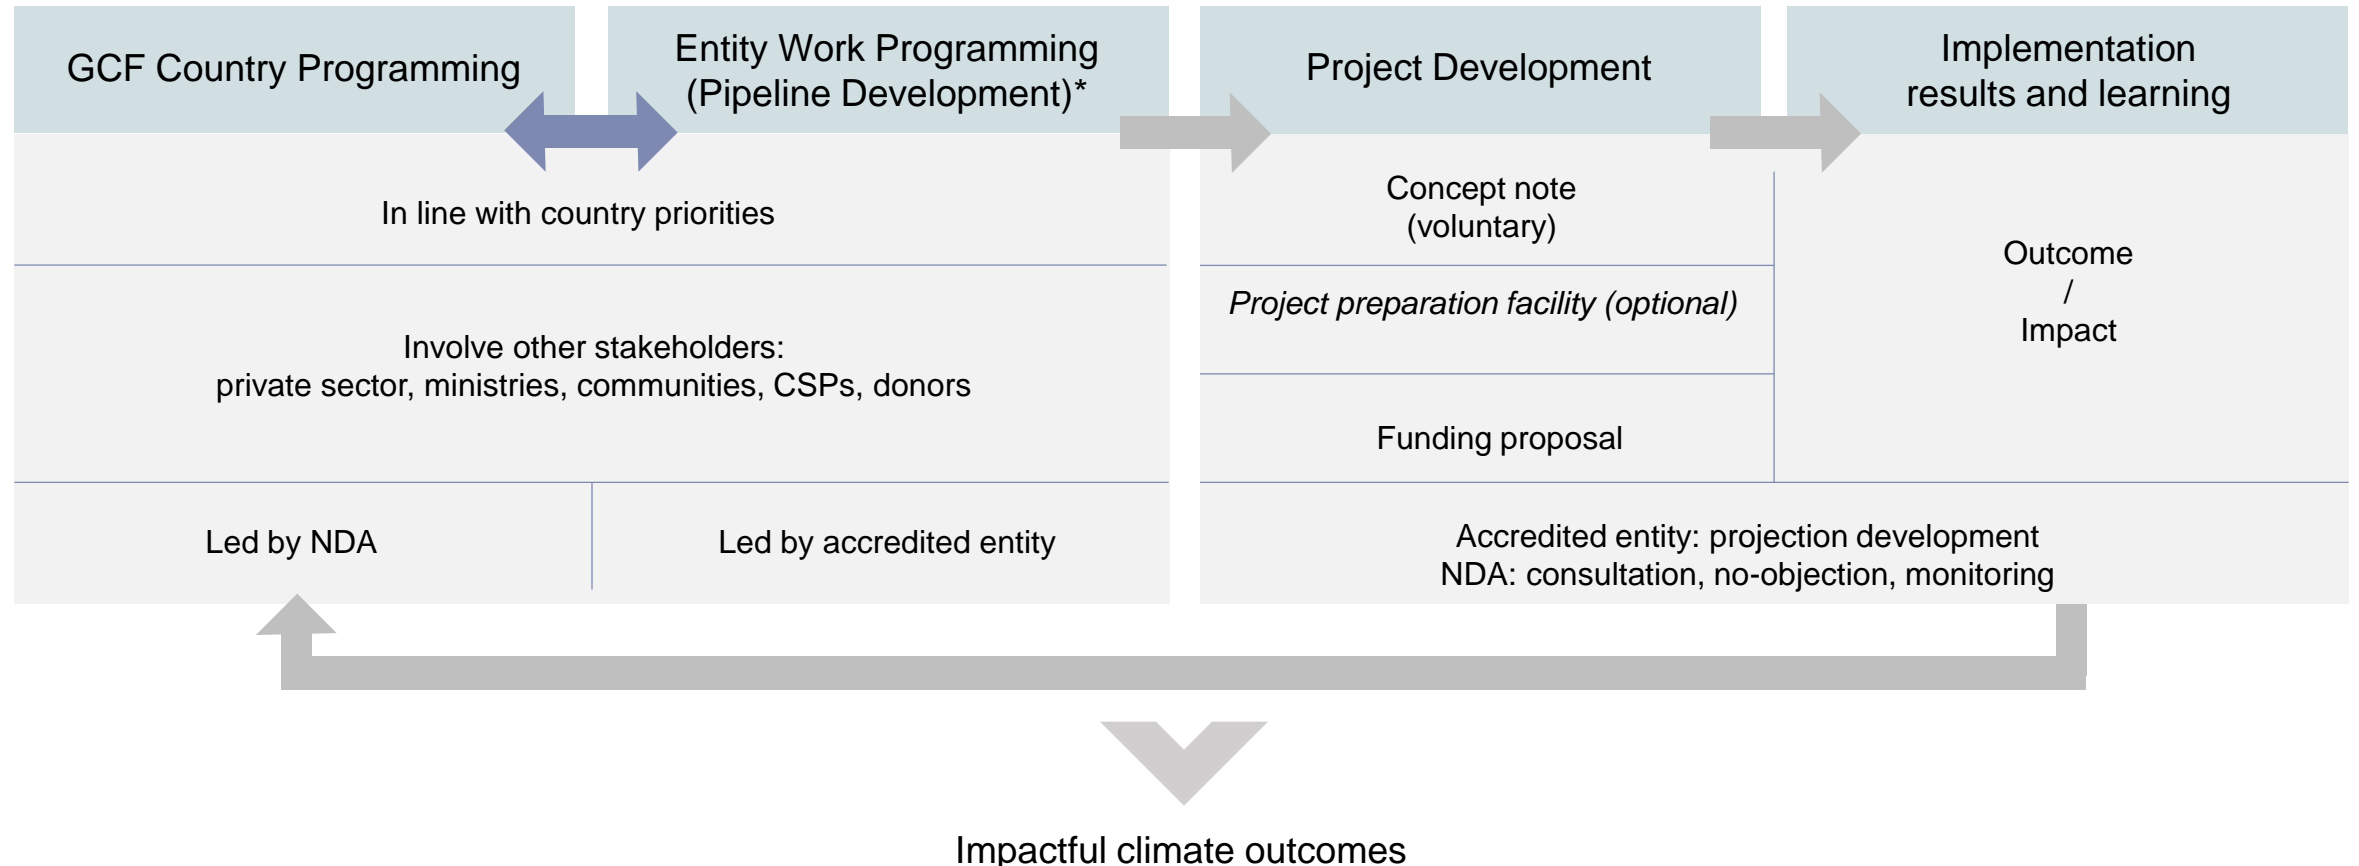 GCF Country Programming
Entity Work Programming
(Pipeline Development)*
Project Development
Implementation
results and learning
In line with country priorities
Involve other stakeholders:
private sector, ministries, communities, CSPs, donors
Led by NDA
Led by accredited entity
Concept note
(voluntary)
Project preparation facility (optional)
Funding proposal
Outcome
/
Impact
Accredited entity: projection development
NDA: consultation, no-objection, monitoring
Impactful climate outcomes